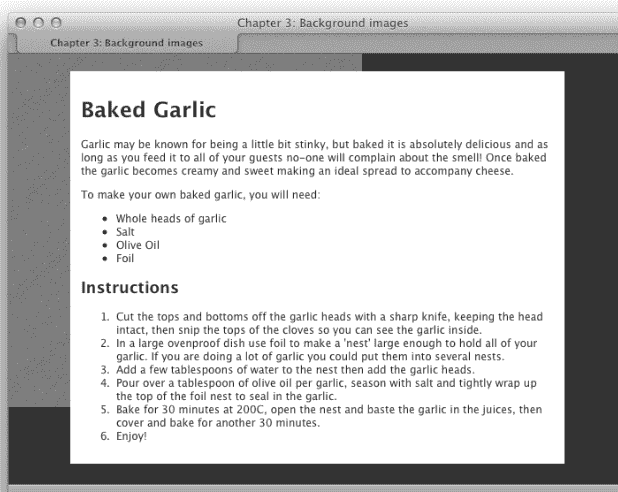 Chapter 3: Background images
Chapter 3: Background images
Baked Garlic
Garlic may be known for being a little bit stinky, but baked it is absolutely delicious and as
long as you feed it to all of your guests no-one will complain about the smell! Once baked
the garlic becomes creamy and sweet making an ideal spread to accompany cheese.
To make your own baked garlic, you will need:
• Whole heads of garlic
• Salt
• Olive Oil
• Foil
Instructions
1. Cut the tops and bottoms off the garlic heads with a sharp knife, keeping the head
intact, then snip the tops of the cloves so you can see the garlic inside.
2. In a large ovenproof dish use foil to make a 'nest' large enough to hold all of your
garlic. If you are doing a lot of garlic you could put them into several nests.
3. Add a few tablespoons of water to the nest then add the garlic heads.
4. Pour over a tablespoon of olive oil per garlic, season with salt and tightly wrap up
the top of the foil nest to seal in the garlic.
5. Bake for 30 minutes at 200C, open the nest and baste the garlic in the juices, then
cover and bake for another 30 minutes.
6. Enjoy!